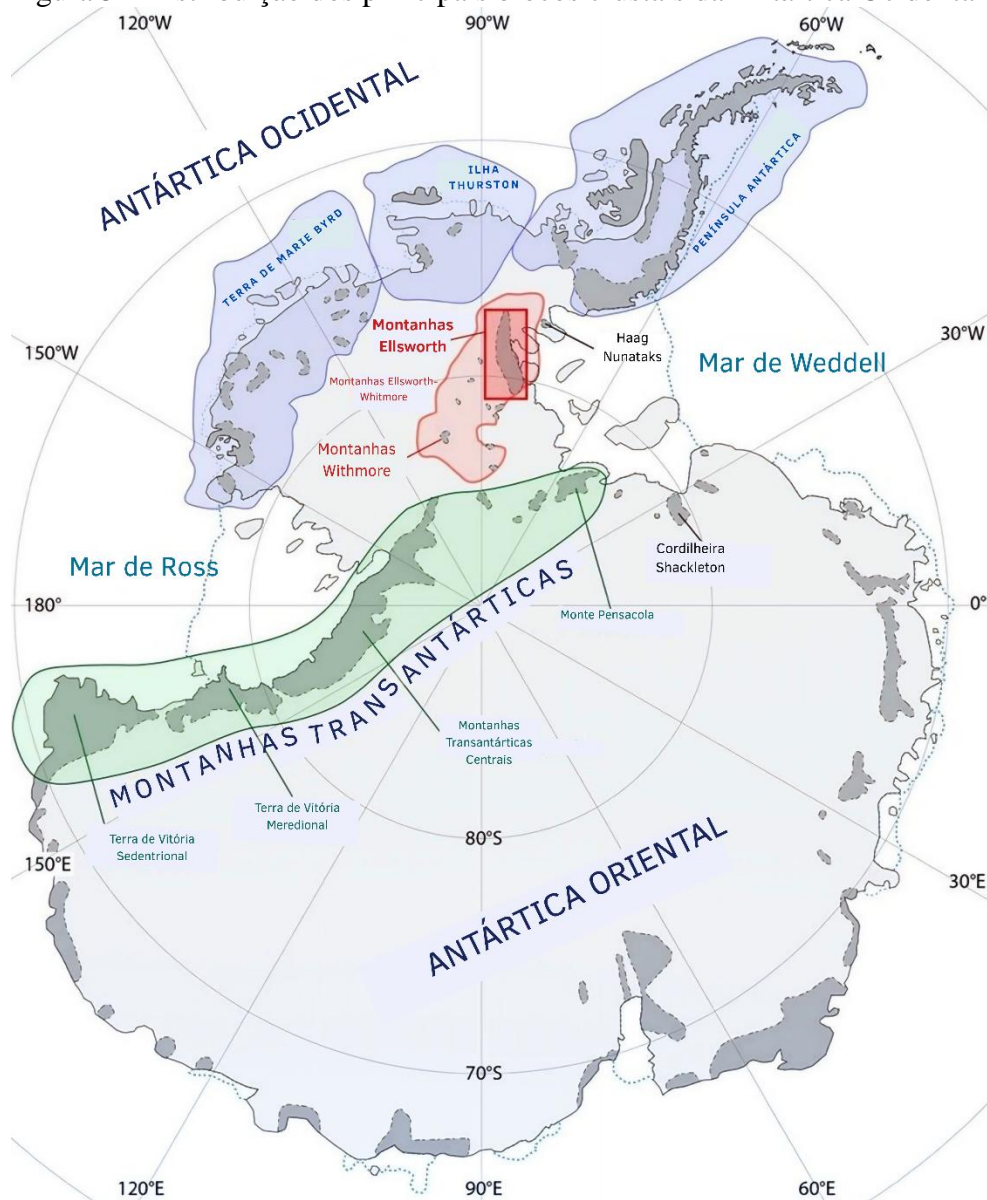 120°W
90°W
60°W
ANTÁRTICA OCIDENTAL
ILHA
THURSTON
PENÍNSULA ANTÁRTICA
TERRA DE MARIE BYRD
150°W
Montanhas
Ellsworth
Haag
Nunataks
30°W
Mar de Weddell
Montanhas Ellsworth-
Whitmore
Montanhas
Withmore
Cordilheira
Shackleton
Mar de Ross
180°
0°
Monte Pensacola
MONTANHAS TRANSANTÁRTICAS
Montanhas
Transantárticas
Centrais
Terra de Vitória
Meredional
Terra de Vitória
Sedentrional
80°S
150°E
30°E
ANTÁRTICA ORIENTAL
70°S
120°E
90°E
60°E